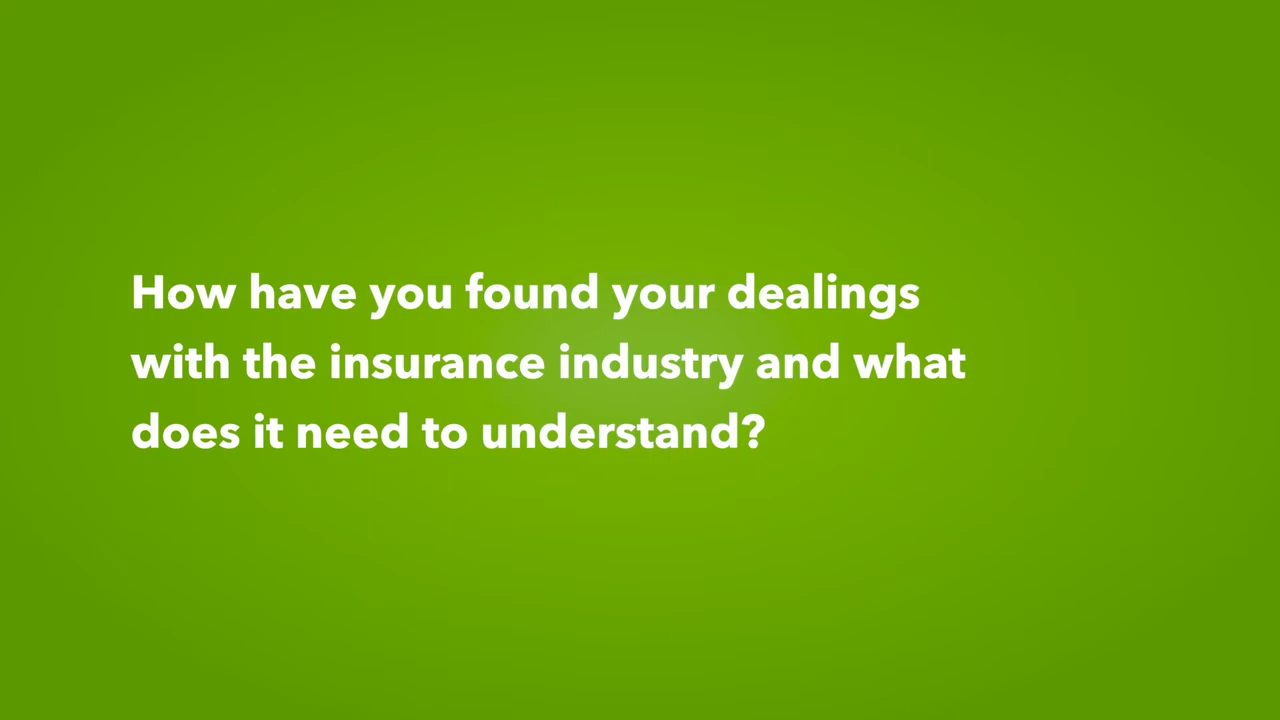 How have you found your dealings
with the insurance industry and what
does it need to understand?